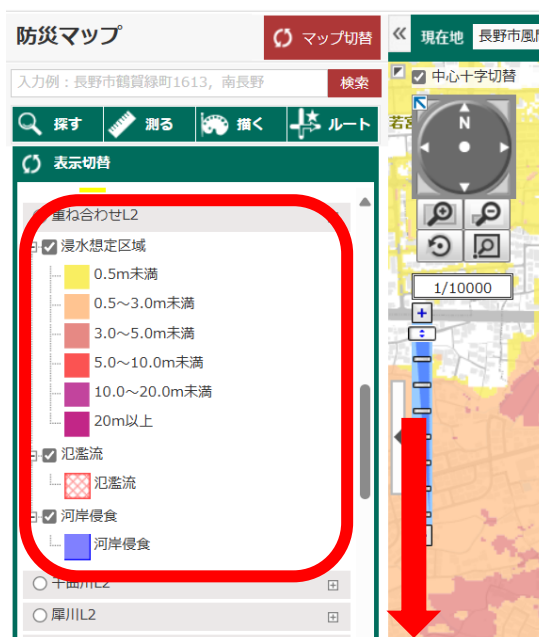 防災マップ
マップ切替
入力例：長野市鶴賀緑町1613, 南長野
検索
探す 測る 描く ルート
表示切替
重ね合わせL2
浸水想定区域
0.5m未満
0.5～3.0m未満
3.0～5.0m未満
5.0～10.0m未満
10.0～20.0m未満
20m以上
氾濫流
氾濫流
河岸侵食
河岸侵食
千曲川L2
犀川L2
現在地 長野市風間
中心十字切替
若宮
N
1/10000